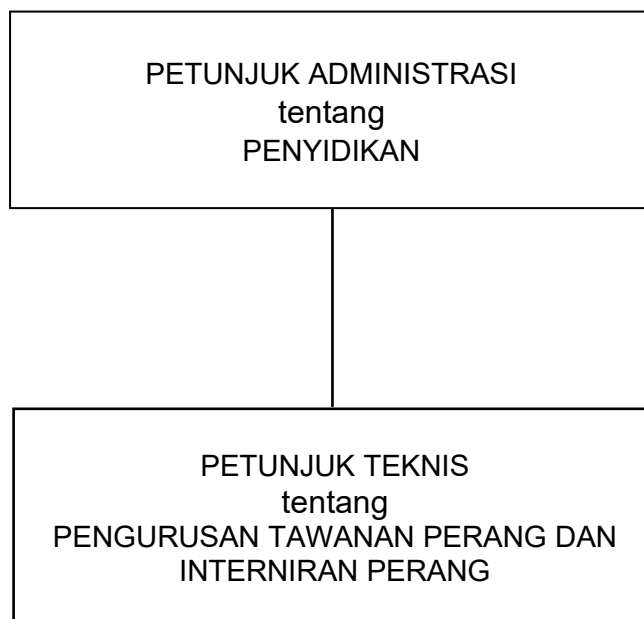 PETUNJUK ADMINISTRASI
tentang
PENYIDIKAN
PETUNJUK TEKNIS
tentang
PENGURUSAN TAWANAN PERANG DAN
INTERNIRAN PERANG